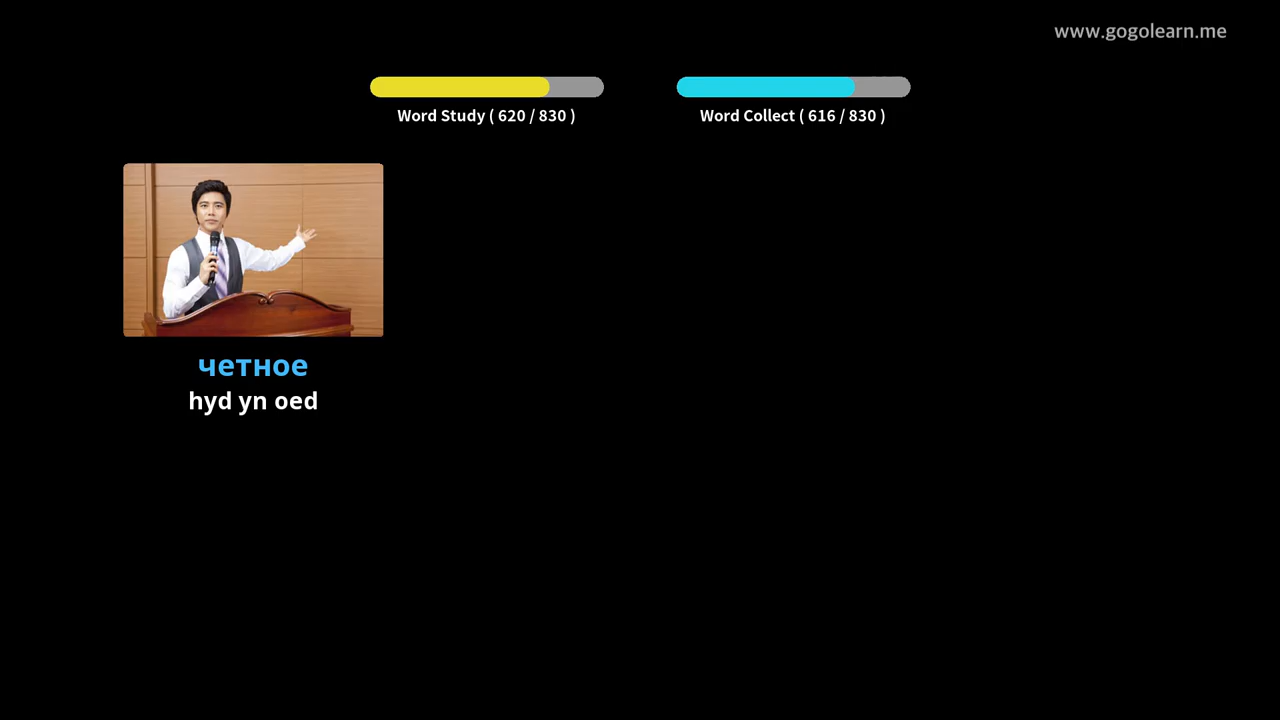 www.gogolearn.me
Word Study ( 620 / 830 )
Word Collect ( 616 / 830 )
четное
hyd yn oed